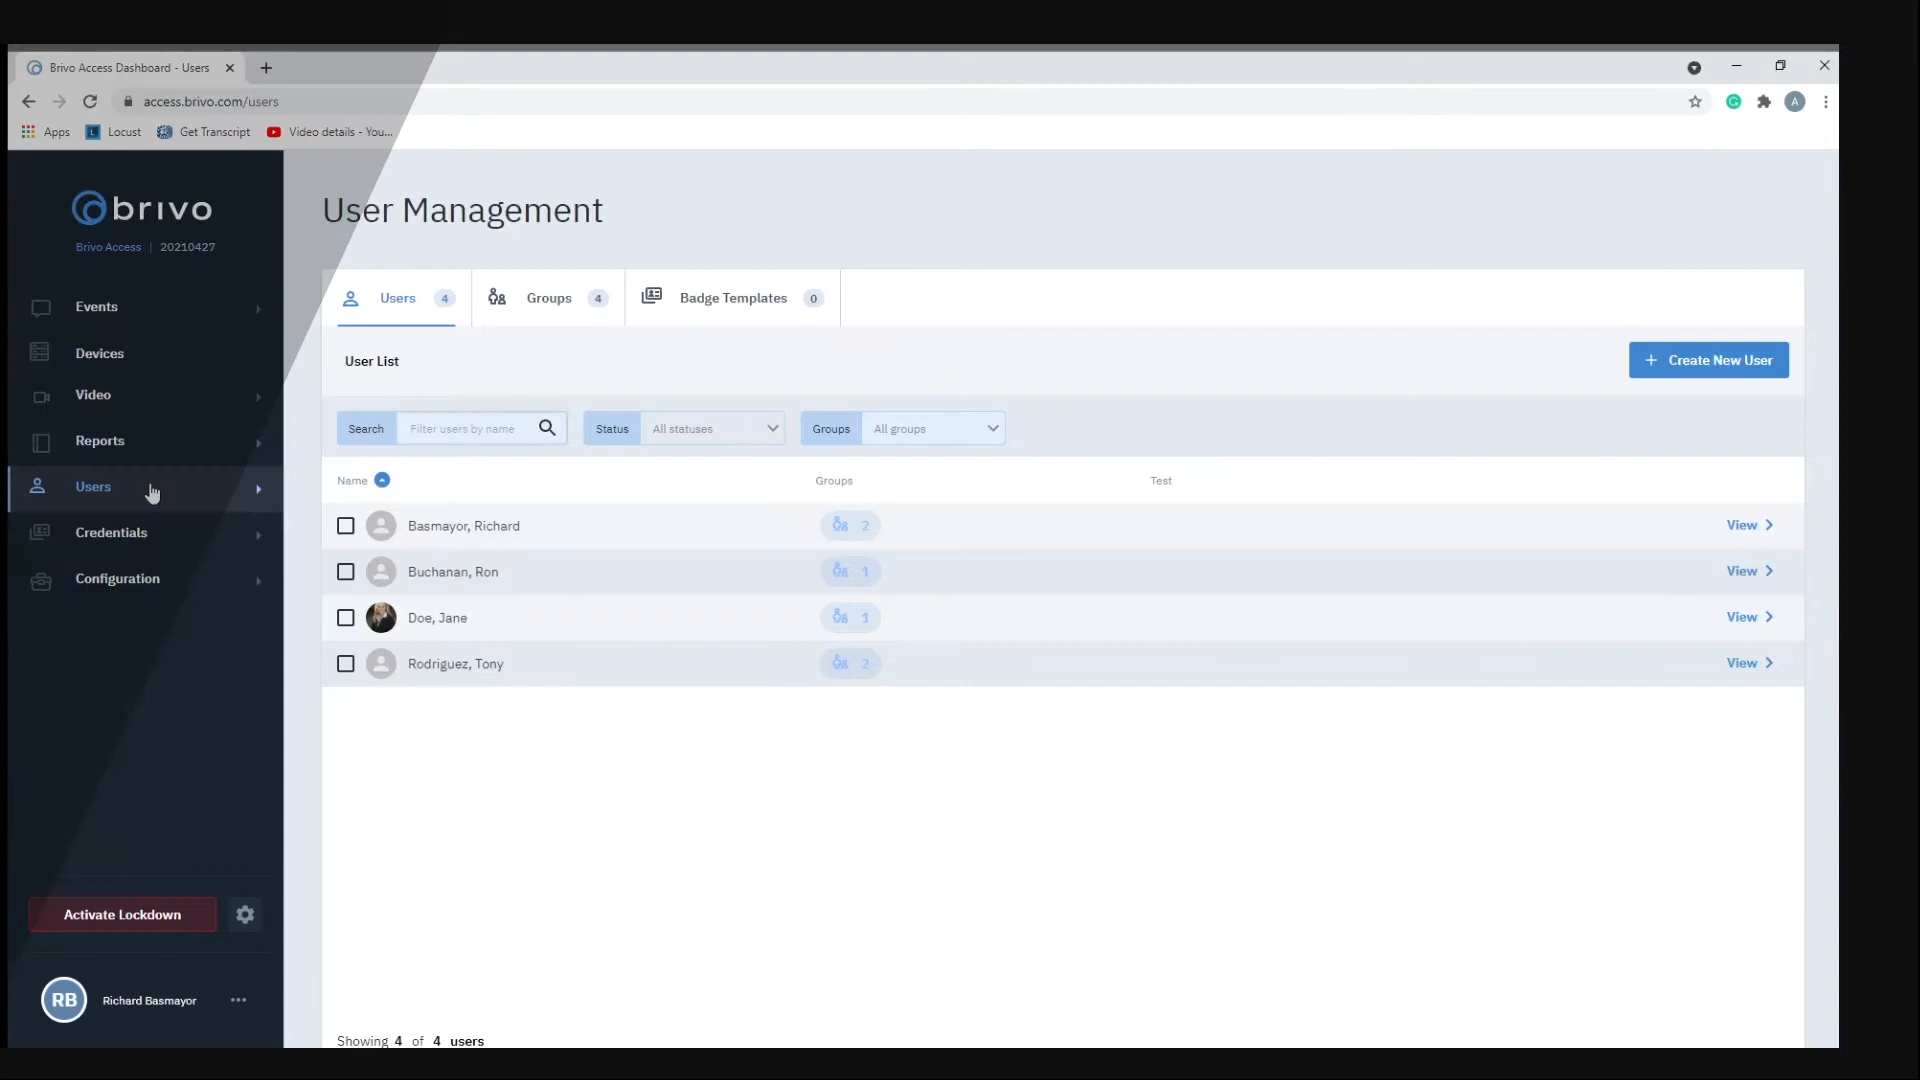 Brivo Access Dashboard - Users
access.brivo.com/users
A
Apps
Locust
Get Transcript
Video details - You...
brivo
Brivo Access | 20210427
Events
Devices
Video
Reports
Users
Credentials
Configuration
Activate Lockdown
RB
Richard Basmayor
User Management
Users 4
Groups 4
Badge Templates 0
User List
+ Create New User
Search Filter users by name
Status All statuses
Groups All groups
Name Groups Test
Basmayor, Richard 2 View
Buchanan, Ron 1 View
Doe, Jane 1 View
Rodriguez, Tony 2 View
Showing 4 of 4 users